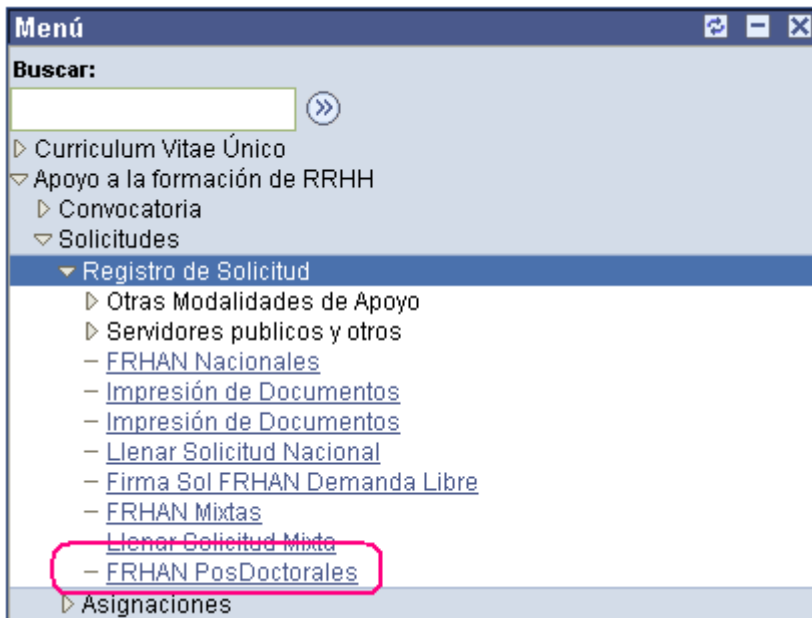 Menú
Buscar:
Curriculum Vitae Único
Apoyo a la formación de RRHH
Convocatoria
Solicitudes
Registro de Solicitud
Otras Modalidades de Apoyo
Servidores publicos y otros
FRHAN Nacionales
Impresión de Documentos
Impresión de Documentos
Llenar Solicitud Nacional
Firma Sol FRHAN Demanda Libre
FRHAN Mixtas
Llenar Solicitud Mixta
FRHAN PosDoctorales
Asignaciones